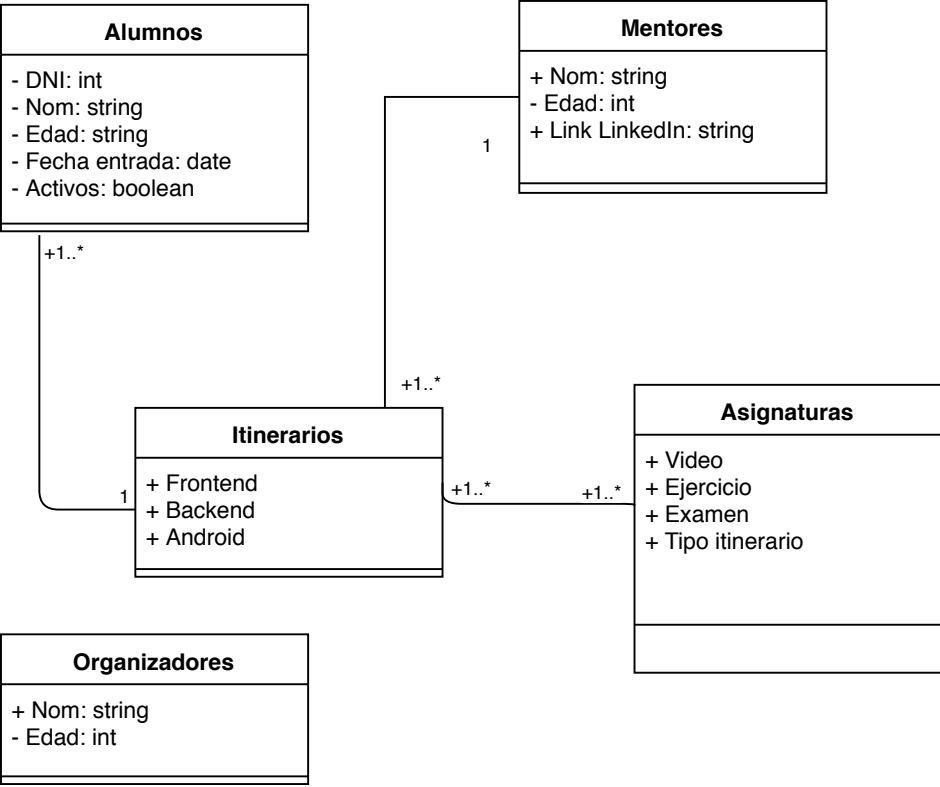 Alumnos
- DNI: int
- Nom: string
- Edad: string
- Fecha entrada: date
- Activos: boolean
Mentores
+ Nom: string
- Edad: int
+ Link LinkedIn: string
1
+1..*
+1..*
Itinerarios
+ Frontend
+ Backend
+ Android
1
+1..*
+1..*
Asignaturas
+ Video
+ Ejercicio
+ Examen
+ Tipo itinerario
Organizadores
+ Nom: string
- Edad: int